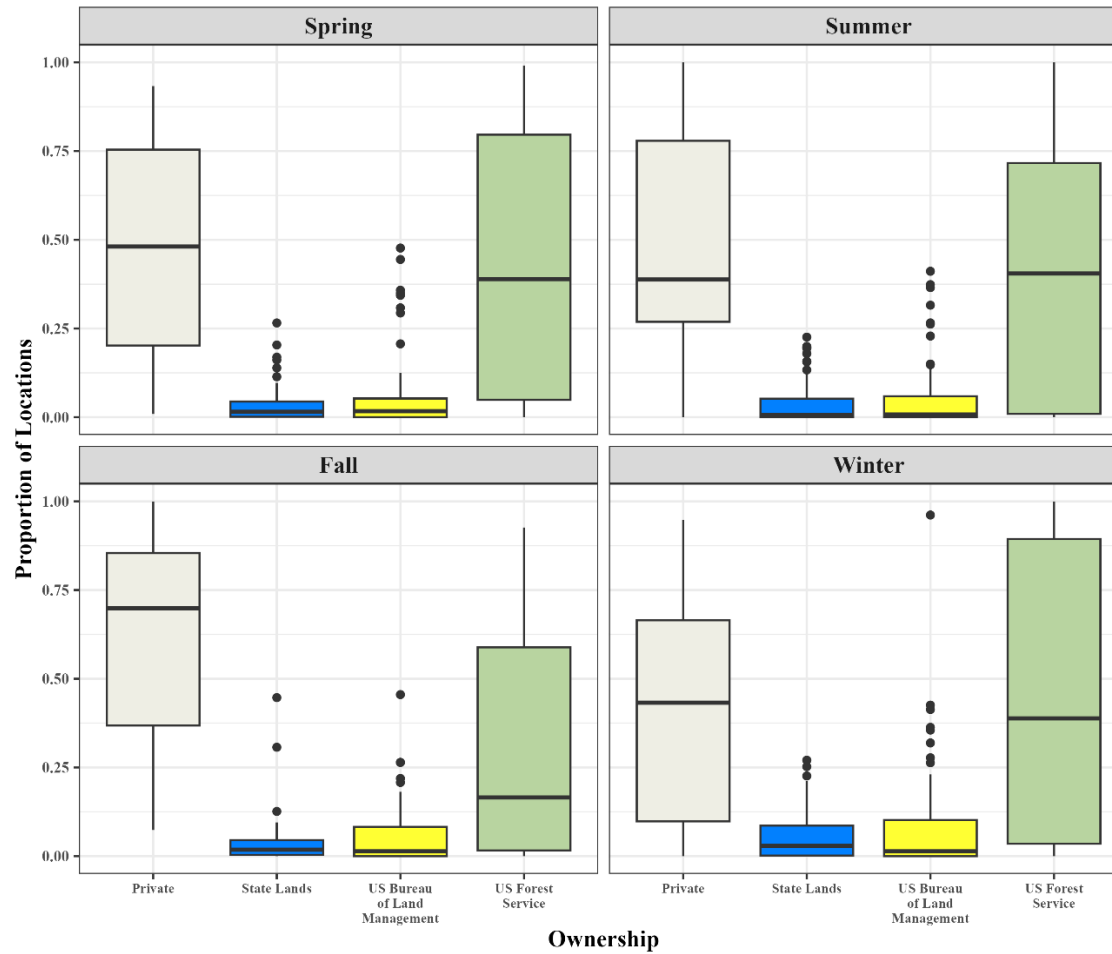 Spring
Summer
1.00
0.75
0.50
0.25
0.00
Fall
Winter
1.00
0.75
0.50
0.25
0.00
Proportion of Locations
Private
State Lands
US Bureau
of Land
Management
US Forest
Service
Private
State Lands
US Bureau
of Land
Management
US Forest
Service
Ownership